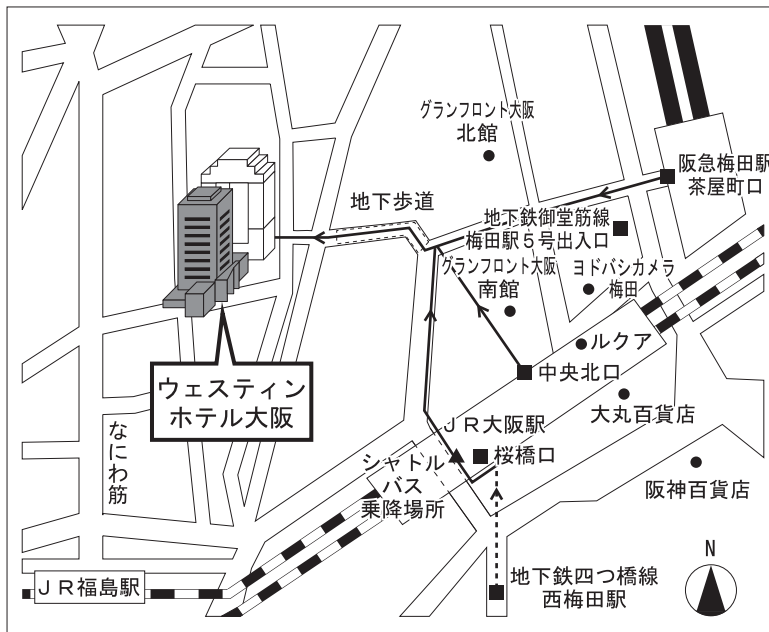 グランフロント大阪
北館
阪急梅田駅
茶屋町口
地下歩道
地下鉄御堂筋線
梅田駅5号出入口
グランフロント大阪
南館
ヨドバシカメラ
梅田
ルクア
中央北口
ウェスティン
ホテル大阪
大丸百貨店
JR大阪駅
なにわ筋
桜橋口
シャトル
バス
乗降場所
阪神百貨店
N
JR福島駅
地下鉄四つ橋線
西梅田駅